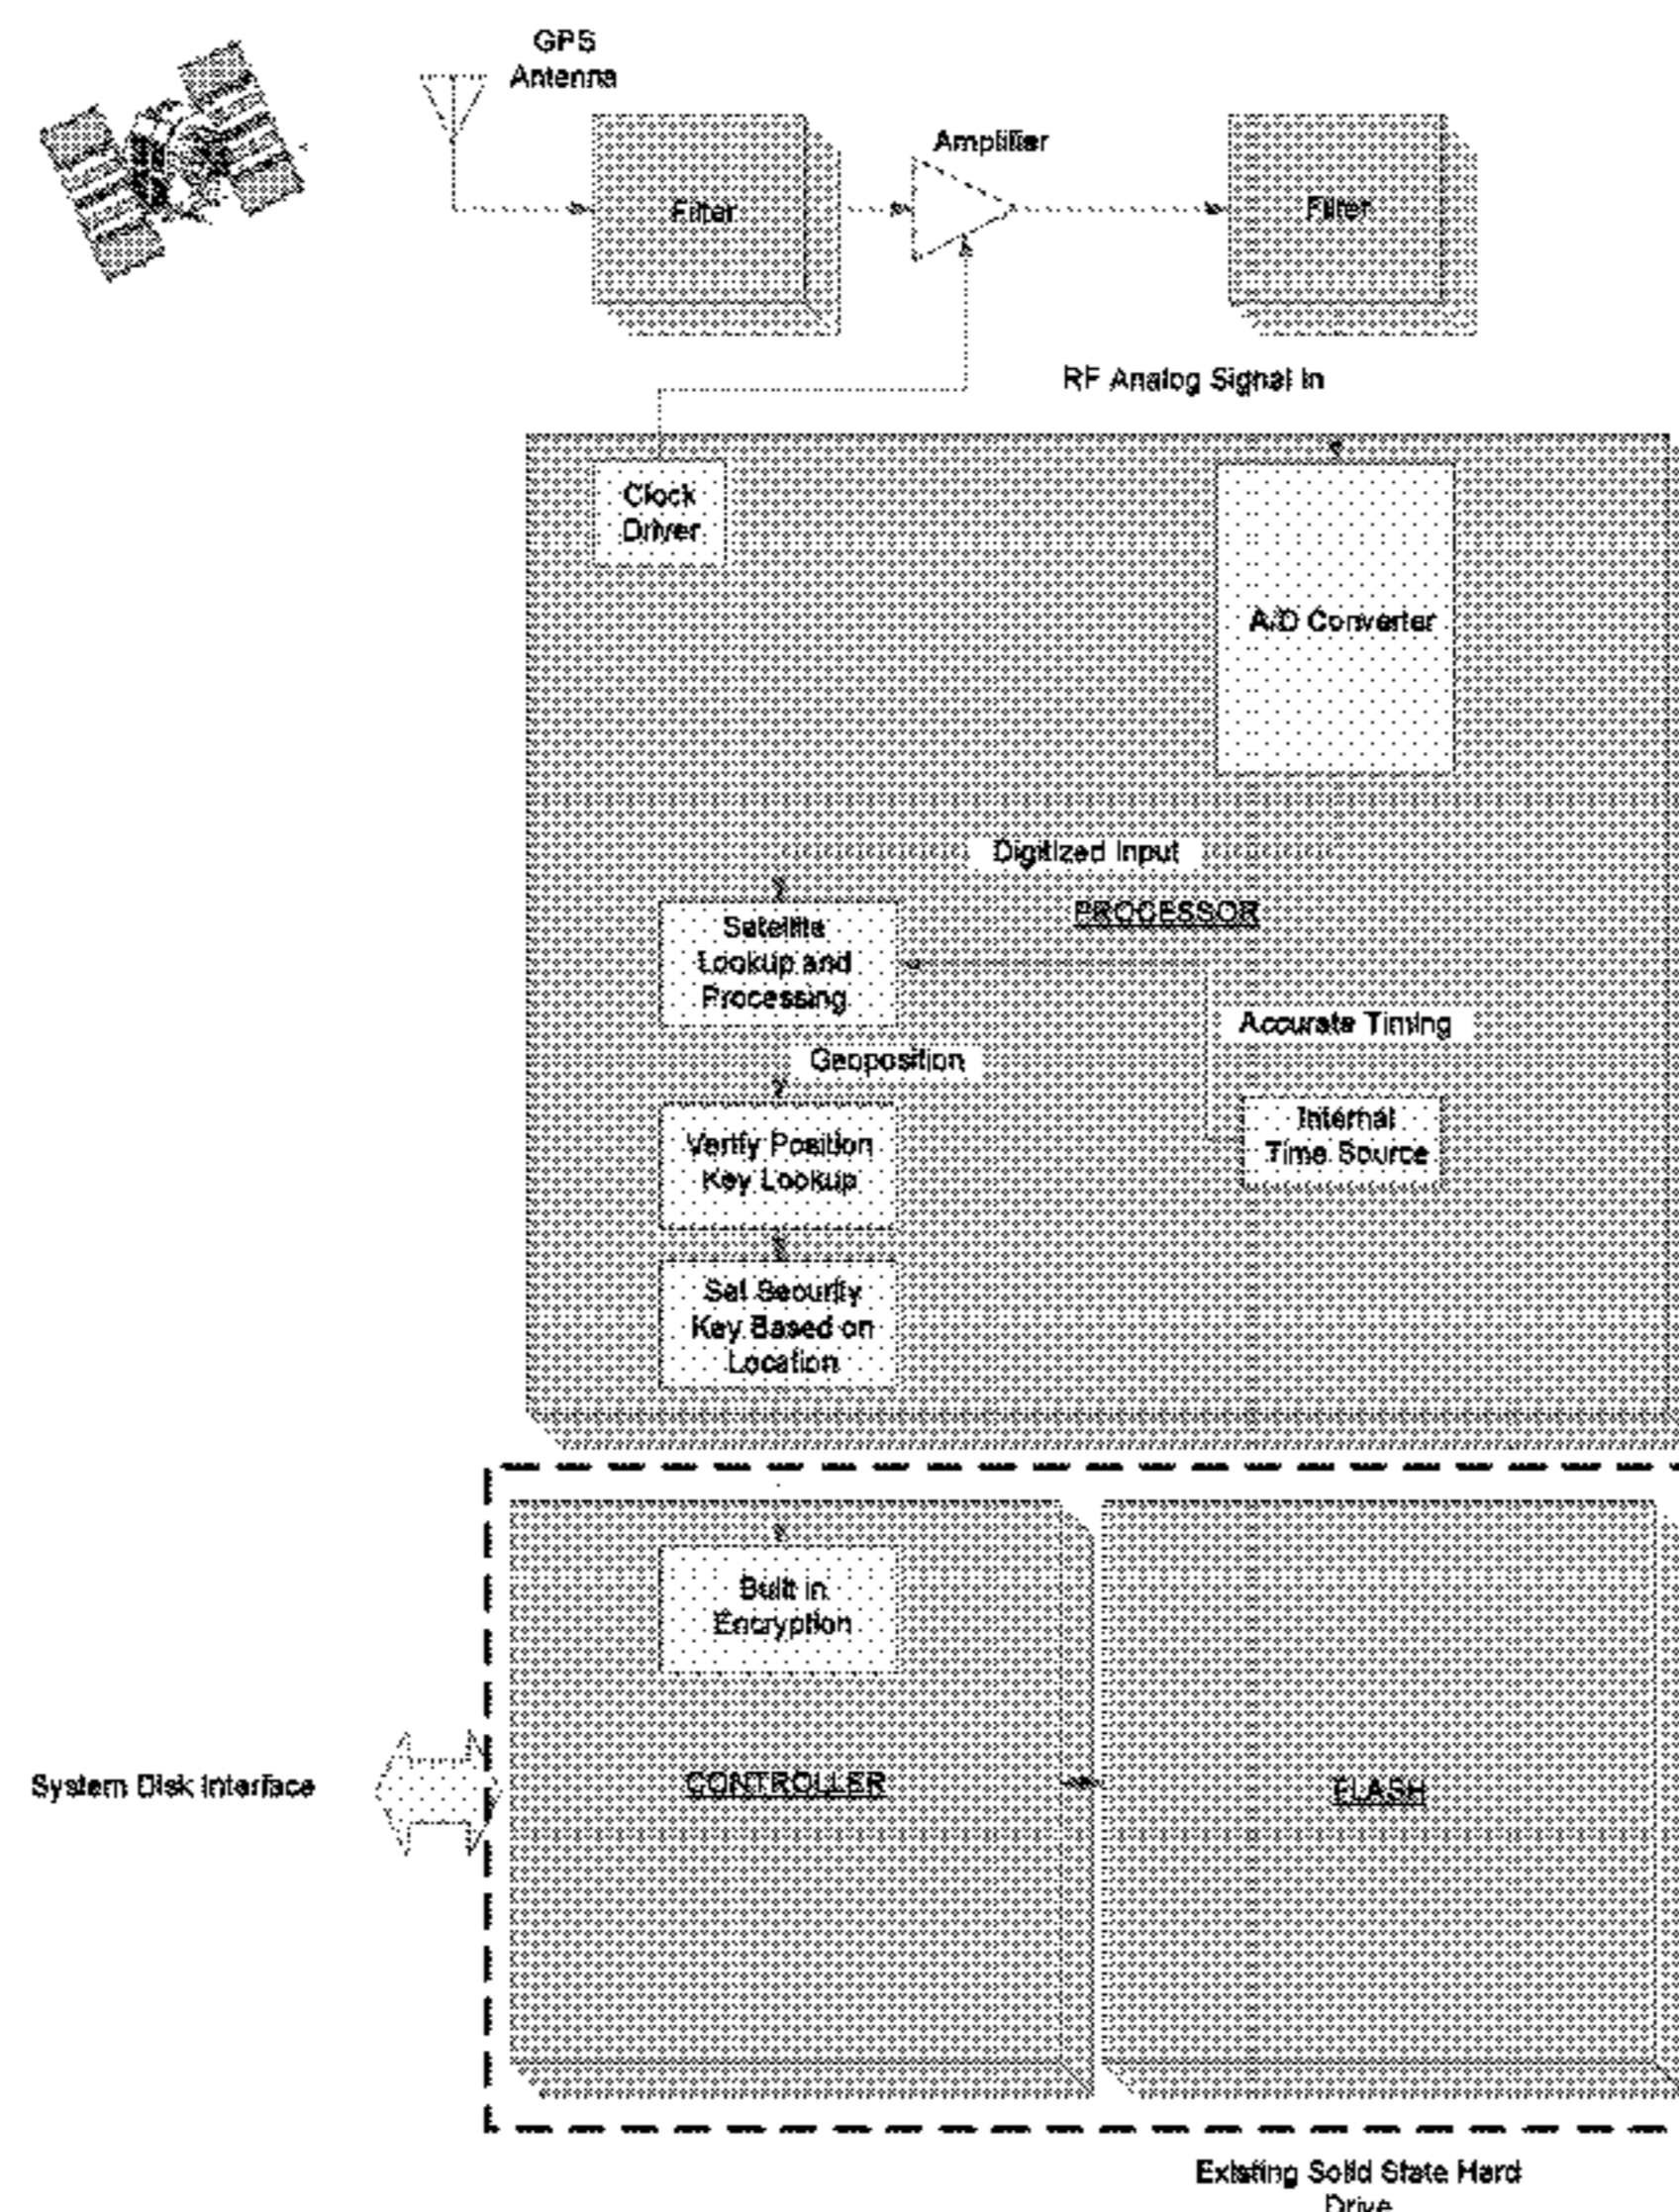 GPS
Antenna
Amplifier
Filter
Filter
RF Analog Signal In
Clock
Driver
A/D Converter
Digitized Input
PROCESSOR
Satellite
Lookup and
Processing
Accurate Timing
Geoposition
Internal
Time Source
Verify Position
Key Lookup
Set Security
Key Based on
Location
Built in
Encryption
System Disk Interface
CONTROLLER
FLASH
Existing Solid State Hard
Drive